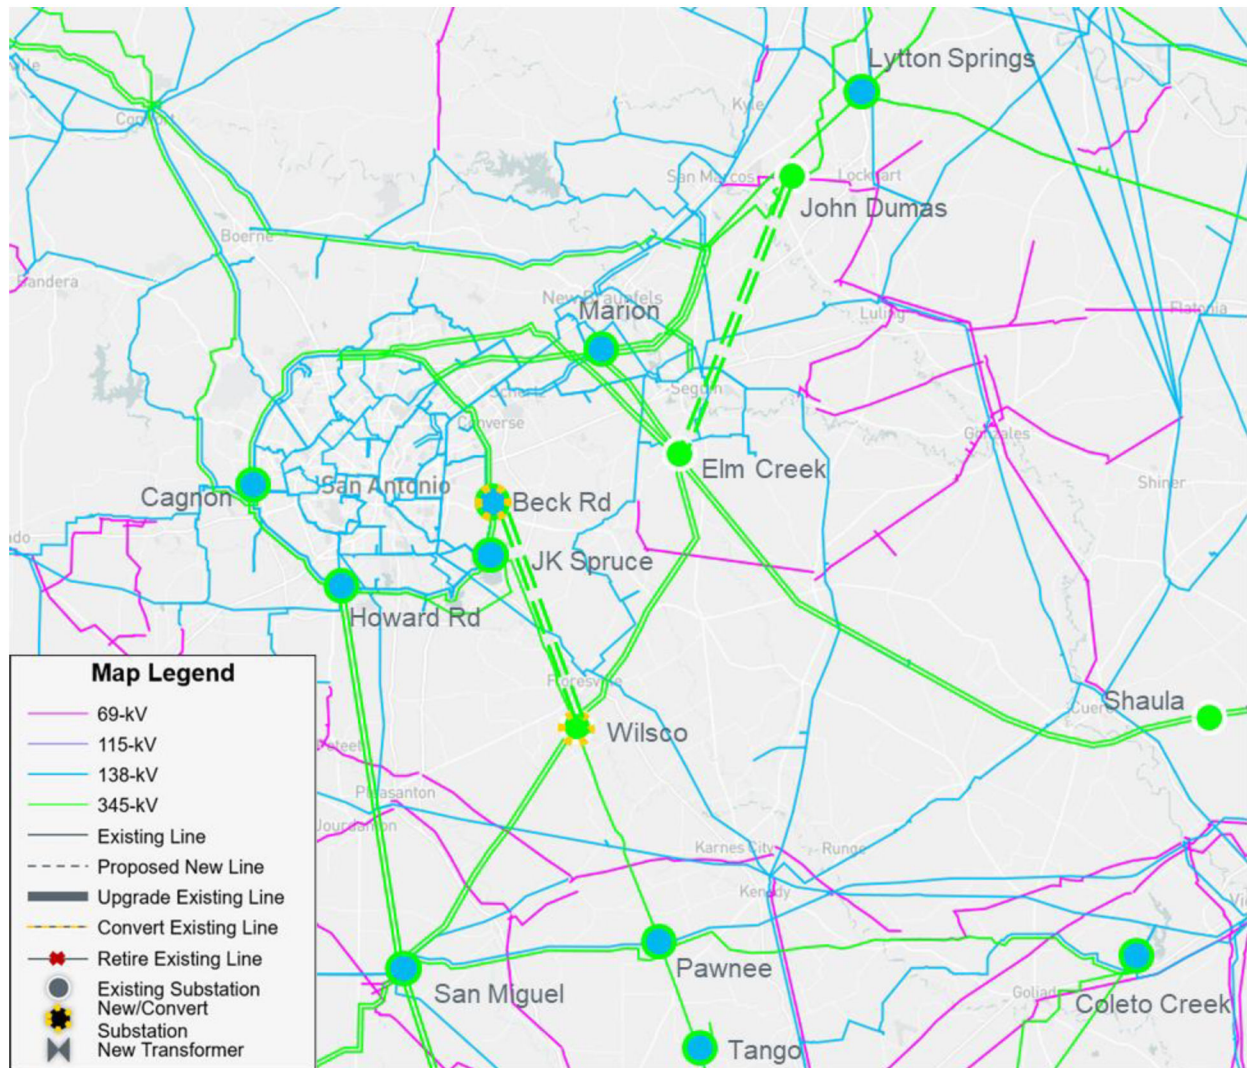 Lytton Springs
Kyle
Comfort
San Marcos
Lockhart
John Dumas
Boerne
Bandera
New Braunfels
Marion
Luling
Flatonia
Seguin
Schertz
Converse
Gonzales
Elm Creek
Shiner
Cagnon
San Antonio
Beck Rd
JK Spruce
Howard Rd
Floresville
Shaula
Cuero
Wilsco
Map Legend
69-kV
115-kV
138-kV
345-kV
Existing Line
Proposed New Line
Upgrade Existing Line
Convert Existing Line
Retire Existing Line
Existing Substation
New/Convert
Substation
New Transformer
Poteet
Pleasanton
Jourdanton
Karnes City
Runge
Kenedy
Pawnee
San Miguel
Goliad
Coleto Creek
Tango